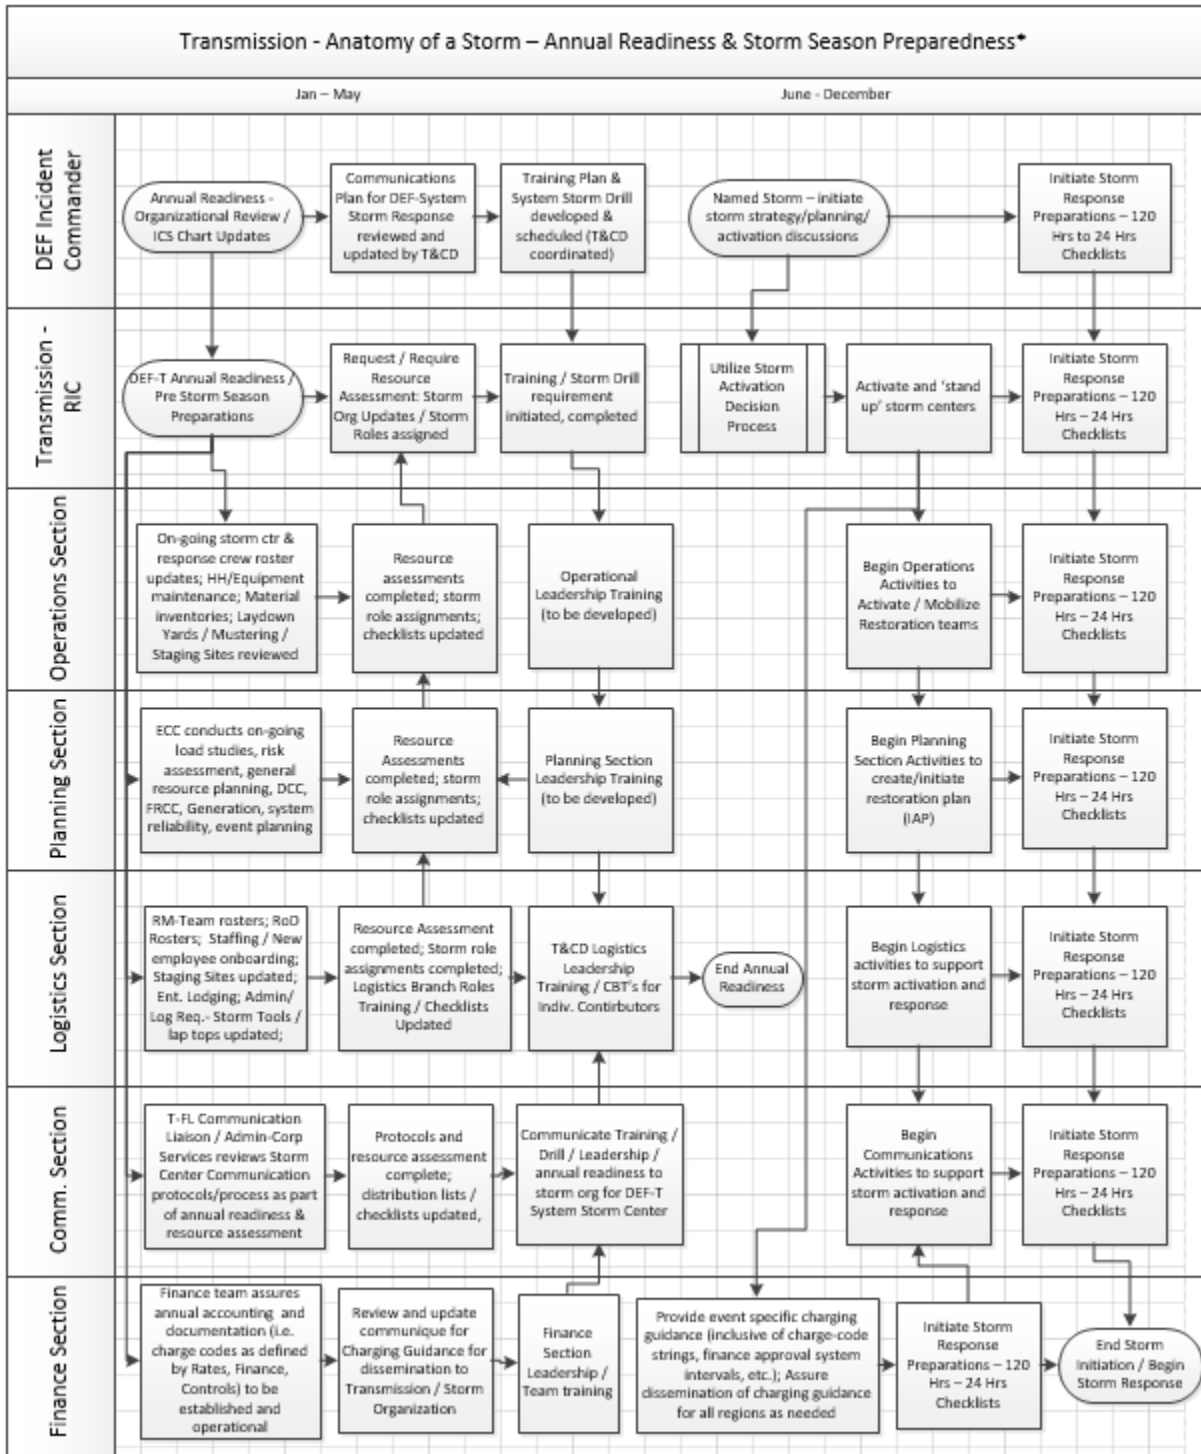 Transmission - Anatomy of a Storm – Annual Readiness & Storm Season Preparedness*
Jan – May
June - December
DEF Incident
Commander
Annual Readiness -
Organizational Review /
ICS Chart Updates
Communications
Plan for DEF-System
Storm Response
reviewed and
updated by T&CD
Training Plan &
System Storm Drill
developed &
scheduled (T&CD
coordinated)
Named Storm – initiate
storm strategy/planning/
activation discussions
Initiate Storm
Response
Preparations – 120
Hrs to 24 Hrs
Checklists
Transmission -
RIC
DEF-T Annual Readiness /
Pre Storm Season
Preparations
Request / Require
Resource
Assessment: Storm
Org Updates / Storm
Roles assigned
Training / Storm Drill
requirement
initiated, completed
Utilize Storm
Activation
Decision
Process
Activate and ‘stand
up’ storm centers
Initiate Storm
Response
Preparations – 120
Hrs – 24 Hrs
Checklists
Operations Section
On-going storm ctr &
response crew roster
updates; HH/Equipment
maintenance; Material
inventories; Laydown
Yards / Mustering /
Staging Sites reviewed
Resource
assessments
completed; storm
role assignments;
checklists updated
Operational
Leadership Training
(to be developed)
Begin Operations
Activities to
Activate / Mobilize
Restoration teams
Initiate Storm
Response
Preparations – 120
Hrs – 24 Hrs
Checklists
Planning Section
ECC conducts on-going
load studies, risk
assessment, general
resource planning, DCC,
FRCC, Generation, system
reliability, event planning
Resource
Assessments
completed; storm
role assignments;
checklists updated
Planning Section
Leadership Training
(to be developed)
Begin Planning
Section Activities to
create/initiate
restoration plan
(IAP)
Initiate Storm
Response
Preparations – 120
Hrs – 24 Hrs
Checklists
Logistics Section
RM-Team rosters; RoD
Rosters; Staffing / New
employee onboarding;
Staging Sites updated;
Ent. Lodging; Admin/
Log Req.- Storm Tools /
lap tops updated;
Resource Assessment
completed; Storm role
assignments completed;
Logistics Branch Roles
Training / Checklists
Updated
T&CD Logistics
Leadership
Training / CBT's for
Indiv. Contirbutors
End Annual
Readiness
Begin Logistics
activities to support
storm activation and
response
Initiate Storm
Response
Preparations – 120
Hrs – 24 Hrs
Checklists
Comm. Section
T-FL Communication
Liaison / Admin-Corp
Services reviews Storm
Center Communication
protocols/process as part
of annual readiness &
resource assessment
Protocols and
resource assessment
complete;
distribution lists /
checklists updated,
Communicate Training /
Drill / Leadership /
annual readiness to
storm org for DEF-T
System Storm Center
Begin
Communications
Activities to support
storm activation and
response
Initiate Storm
Response
Preparations – 120
Hrs – 24 Hrs
Checklists
Finance Section
Finance team assures
annual accounting and
documentation (i.e.
charge codes as defined
by Rates, Finance,
Controls) to be
established and
operational
Review and update
communique for
Charging Guidance for
dissemination to
Transmission / Storm
Organization
Finance
Section
Leadership /
Team training
Provide event specific charging
guidance (inclusive of charge-code
strings, finance approval system
intervals, etc.); Assure
dissemination of charging guidance
for all regions as needed
Initiate Storm
Response
Preparations – 120
Hrs – 24 Hrs
Checklists
End Storm
Initiation / Begin
Storm Response